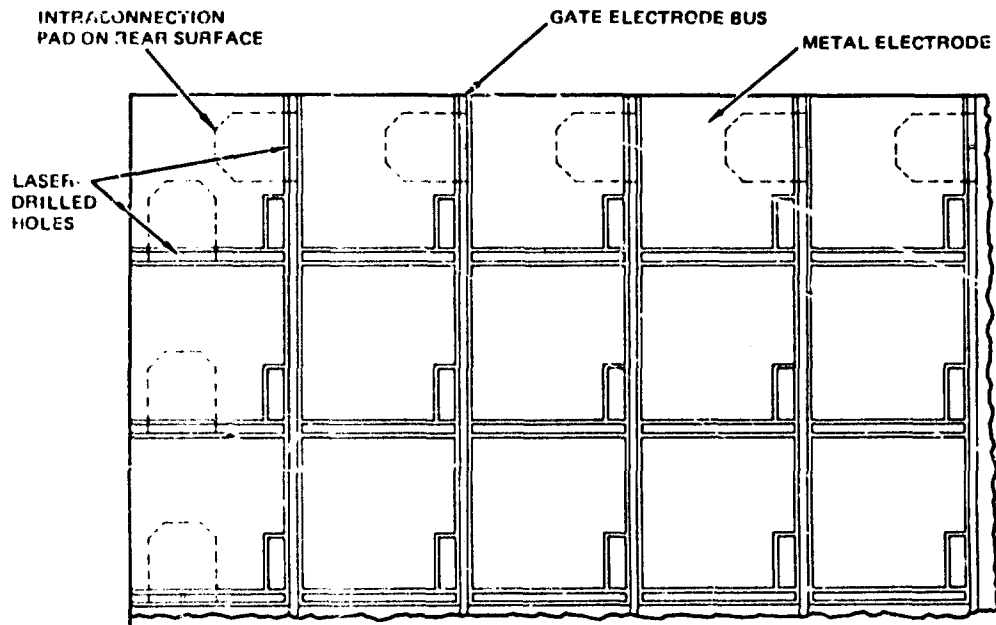 INTRACONNECTION
PAD ON REAR SURFACE
GATE ELECTRODE BUS
METAL ELECTRODE
LASER-
DRILLED
HOLES